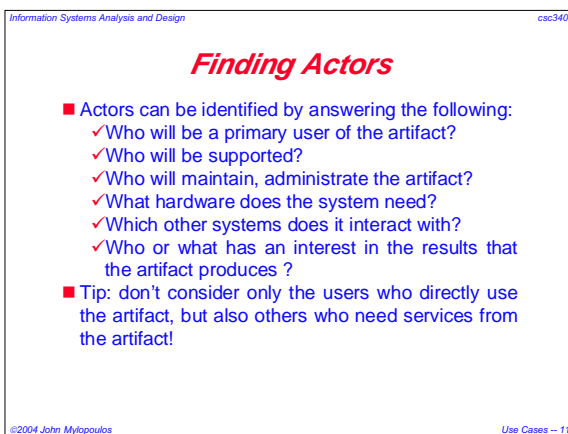 Information Systems Analysis and Design csc340
Finding Actors
■ Actors can be identified by answering the following:
✓Who will be a primary user of the artifact?
✓Who will be supported?
✓Who will maintain, administrate the artifact?
✓What hardware does the system need?
✓Which other systems does it interact with?
✓Who or what has an interest in the results that
the artifact produces ?
■ Tip: don't consider only the users who directly use
the artifact, but also others who need services from
the artifact!
©2004 John Mylopoulos Use Cases -- 11